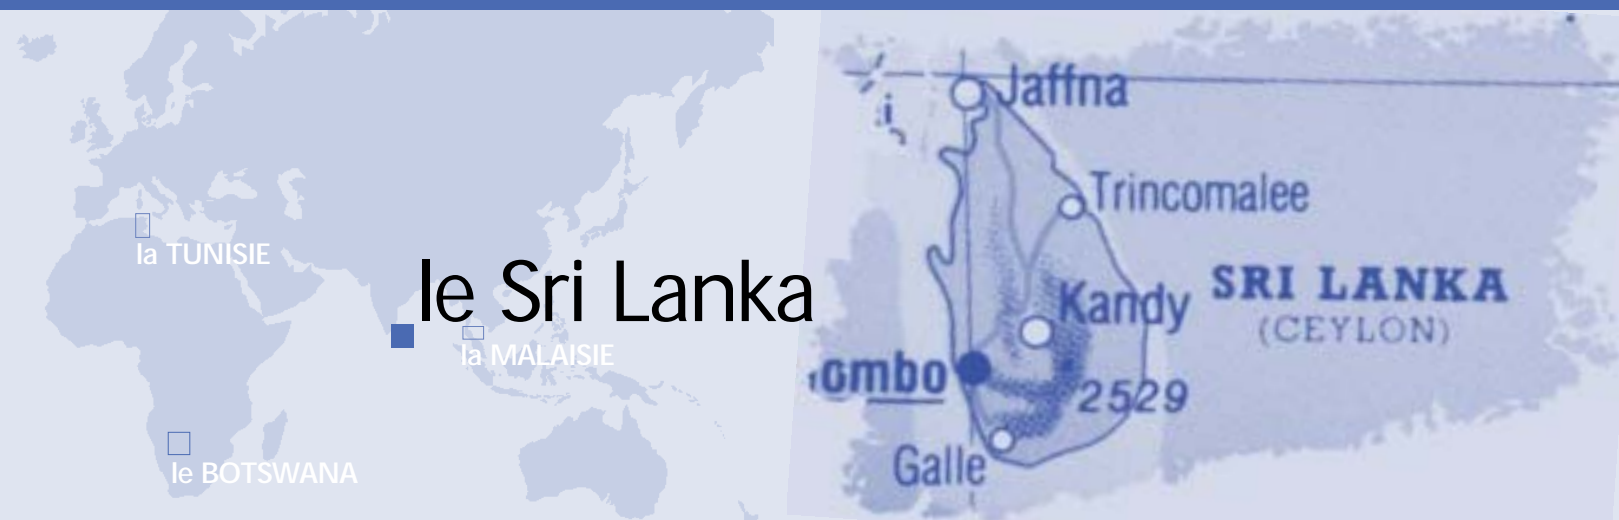 la TUNISIE
le Sri Lanka
la MALAISIE
le BOTSWANA
Jaffna
Trincomalee
Kandy
SRI LANKA
(CEYLON)
ombo
2529
Galle